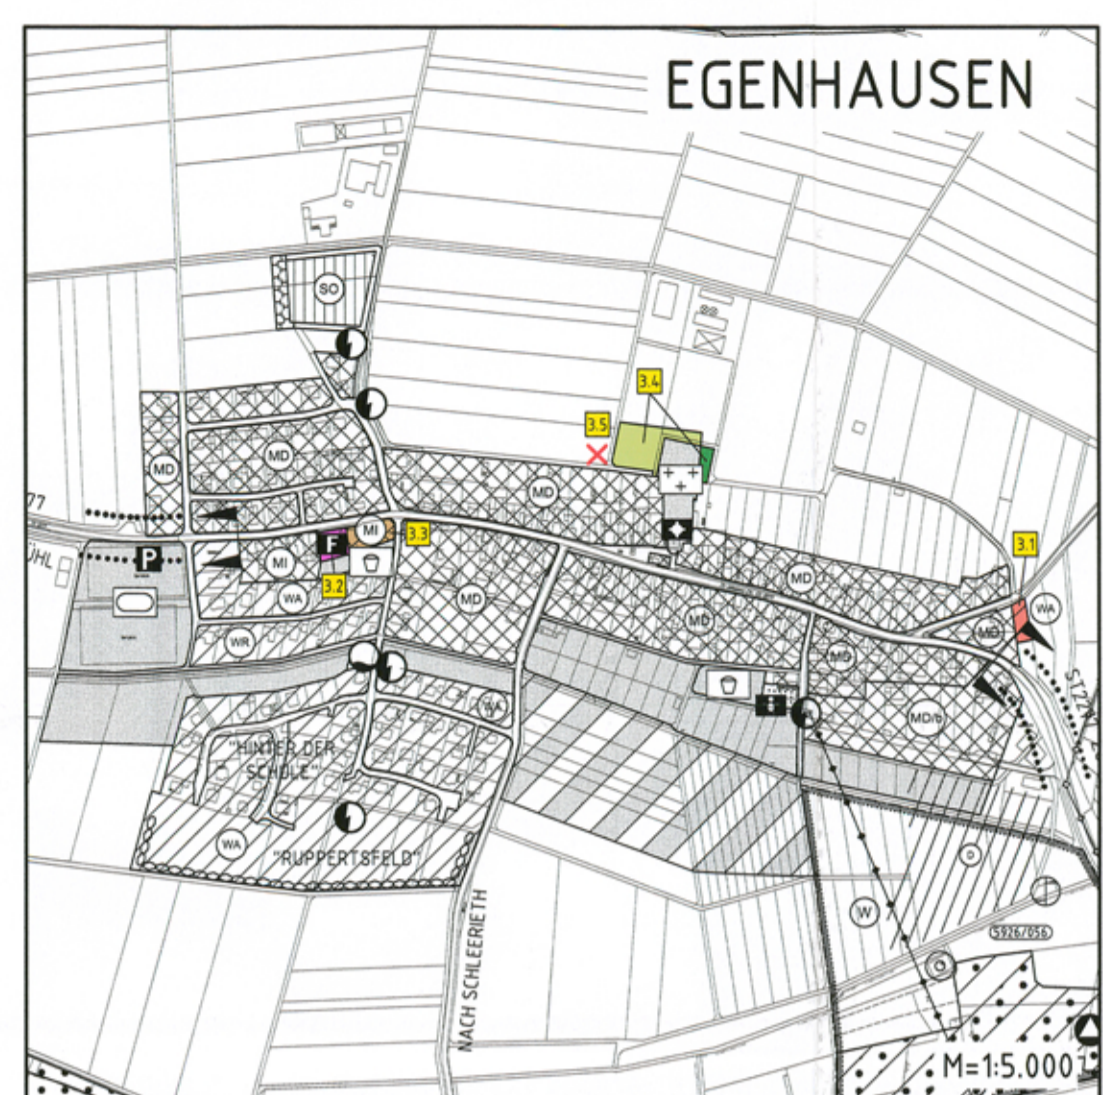 EGENHAUSEN
SO
3.4
3.5
MD
MD
MD
77
MI
3.3
3.1
F
P
ÜHL
MI
MD
MD
3.2
WA
WA
MD
MD
WR
MD
WA
MD/b
"HINTER DER
SCHULE"
WA
"RUPPERTSFELD"
W
5926/056
NACH SCHLEERIETH
M=1:5.000